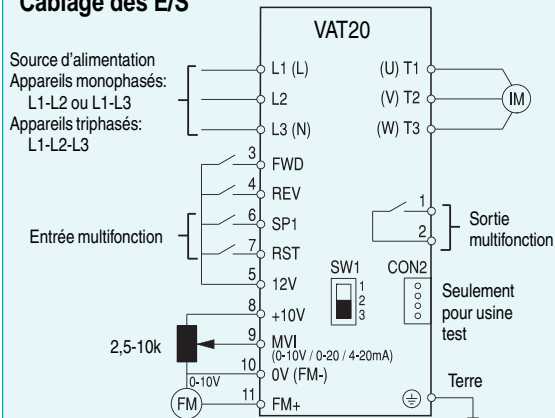 Câblage des E/S
VAT20
Source d'alimentation
Appareils monophasés:
L1-L2 ou L1-L3
Appareils triphasés:
L1-L2-L3
L1 (L)
L2
L3 (N)
(U) T1
(V) T2
(W) T3
IM
3 FWD
4 REV
6 SP1
7 RST
5 12V
Entrée multifonction
1
2
Sortie
multifonction
SW1
1
2
3
CON2
Seulement
pour usine
test
8 +10V
9 MVI
(0-10V / 0-20 / 4-20mA)
10 0V (FM-)
11 FM+
2,5-10k
0-10V
FM
Terre